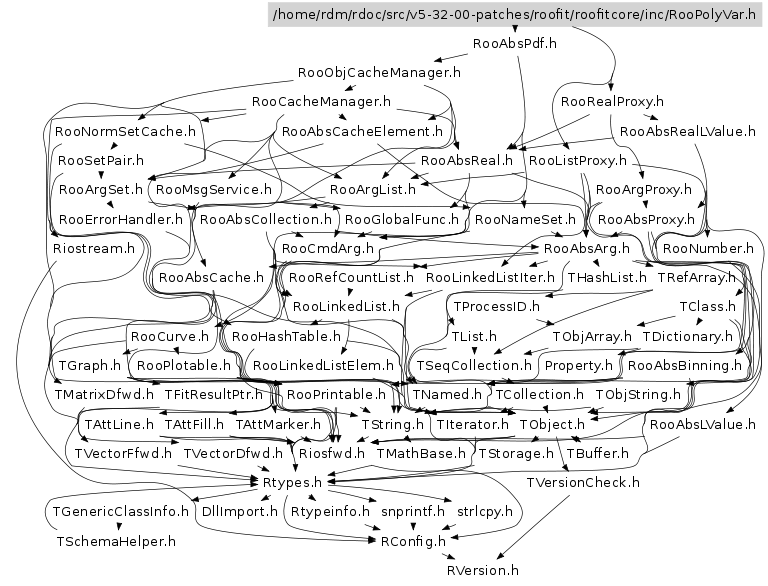 /home/rdm/rdoc/src/v5-32-00-patches/roofit/roofitcore/inc/RooPolyVar.h
RooAbsPdf.h
RooObjCacheManager.h
RooCacheManager.h RooRealProxy.h
RooNormSetCache.h RooAbsCacheElement.h RooAbsRealLValue.h
RooSetPair.h RooAbsReal.h RooListProxy.h
RooArgSet.h RooMsgService.h RooArgList.h RooArgProxy.h
RooErrorHandler.h RooAbsCollection.h RooGlobalFunc.h RooNameSet.h RooAbsProxy.h
Riostream.h RooCmdArg.h RooAbsArg.h RooNumber.h
RooAbsCache.h RooRefCountList.h RooLinkedListIter.h THashList.h TRefArray.h
RooLinkedList.h TProcessID.h TClass.h
RooCurve.h RooHashTable.h TList.h TObjArray.h TDictionary.h
TGraph.h RooPlotable.h RooLinkedListElem.h TSeqCollection.h Property.h RooAbsBinning.h
TMatrixDfwd.h TFitResultPtr.h RooPrintable.h TNamed.h TCollection.h TObjString.h
TAttLine.h TAttFill.h TAttMarker.h TString.h TIterator.h TObject.h RooAbsLValue.h
TVectorFfwd.h TVectorDfwd.h Riosfwd.h TMathBase.h TStorage.h TBuffer.h
Rtypes.h TVersionCheck.h
TGenericClassInfo.h DllImport.h Rtypeinfo.h snprintf.h strlcpy.h
TSchemaHelper.h RConfig.h
RVersion.h